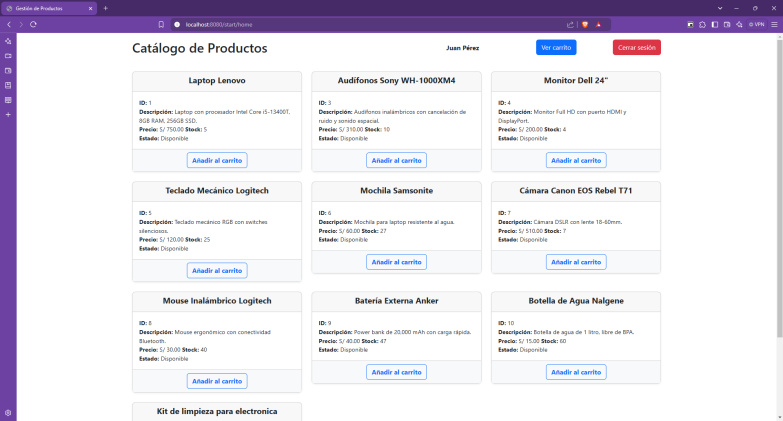 Gestión de Productos
localhost:8080/start/home
VPN
Catálogo de Productos
Juan Pérez
Ver carrito
Cerrar sesión
Laptop Lenovo
ID: 1
Descripción: Laptop con procesador Intel Core i5-13400T,
8GB RAM, 256GB SSD.
Precio: S/ 750.00 Stock: 5
Estado: Disponible
Añadir al carrito
Audífonos Sony WH-1000XM4
ID: 3
Descripción: Audífonos inalámbricos con cancelación de
ruido y sonido espacial.
Precio: S/ 310.00 Stock: 10
Estado: Disponible
Añadir al carrito
Monitor Dell 24"
ID: 4
Descripción: Monitor Full HD con puerto HDMI y
DisplayPort.
Precio: S/ 200.00 Stock: 4
Estado: Disponible
Añadir al carrito
Teclado Mecánico Logitech
ID: 5
Descripción: Teclado mecánico RGB con switches
silenciosos.
Precio: S/ 120.00 Stock: 25
Estado: Disponible
Añadir al carrito
Mochila Samsonite
ID: 6
Descripción: Mochila para laptop resistente al agua.
Precio: S/ 60.00 Stock: 27
Estado: Disponible
Añadir al carrito
Cámara Canon EOS Rebel T71
ID: 7
Descripción: Cámara DSLR con lente 18-60mm.
Precio: S/ 510.00 Stock: 7
Estado: Disponible
Añadir al carrito
Mouse Inalámbrico Logitech
ID: 8
Descripción: Mouse ergonómico con conectividad
Bluetooth.
Precio: S/ 30.00 Stock: 40
Estado: Disponible
Añadir al carrito
Batería Externa Anker
ID: 9
Descripción: Power bank de 20,000 mAh con carga rápida.
Precio: S/ 40.00 Stock: 47
Estado: Disponible
Añadir al carrito
Botella de Agua Nalgene
ID: 10
Descripción: Botella de agua de 1 litro, libre de BPA.
Precio: S/ 15.00 Stock: 60
Estado: Disponible
Añadir al carrito
Kit de limpieza para electronica